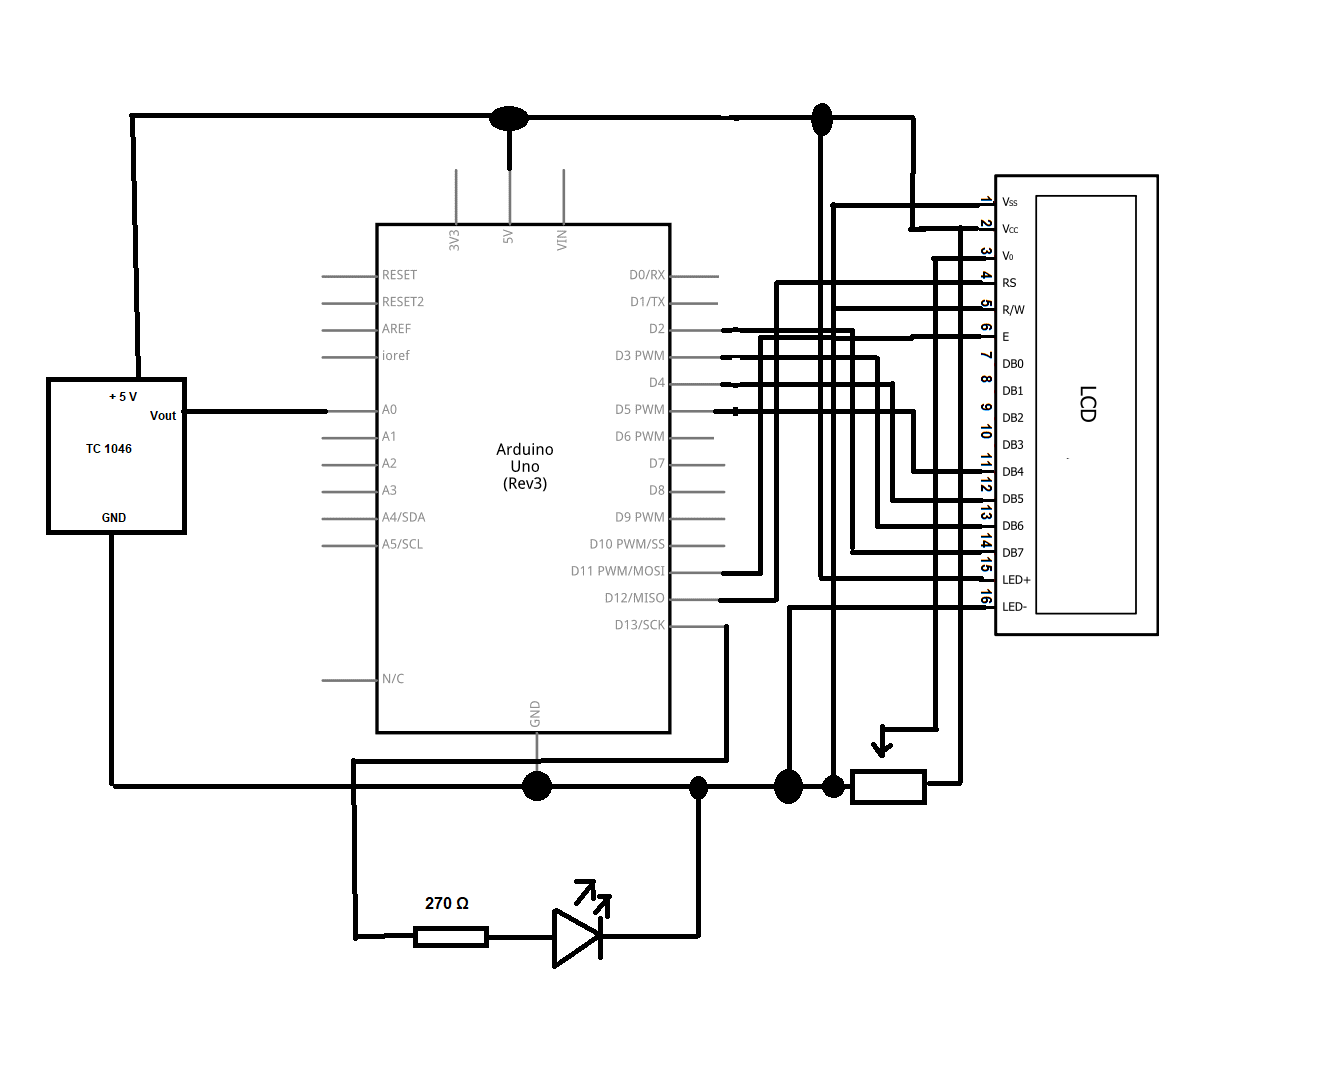 3V3
5V
VIN
RESET
RESET2
AREF
ioref
A0
A1
A2
A3
A4/SDA
A5/SCL
N/C
D0/RX
D1/TX
D2
D3 PWM
D4
D5 PWM
D6 PWM
D7
D8
D9 PWM
D10 PWM/SS
D11 PWM/MOSI
D12/MISO
D13/SCK
GND
Arduino
Uno
(Rev3)
+ 5 V
Vout
TC 1046
GND
1 Vss
2 Vcc
3 V0
4 RS
5 R/W
6 E
7 DB0
8 DB1
9 DB2
10 DB3
11 DB4
12 DB5
13 DB6
14 DB7
15 LED+
16 LED-
LCD
270 Ω